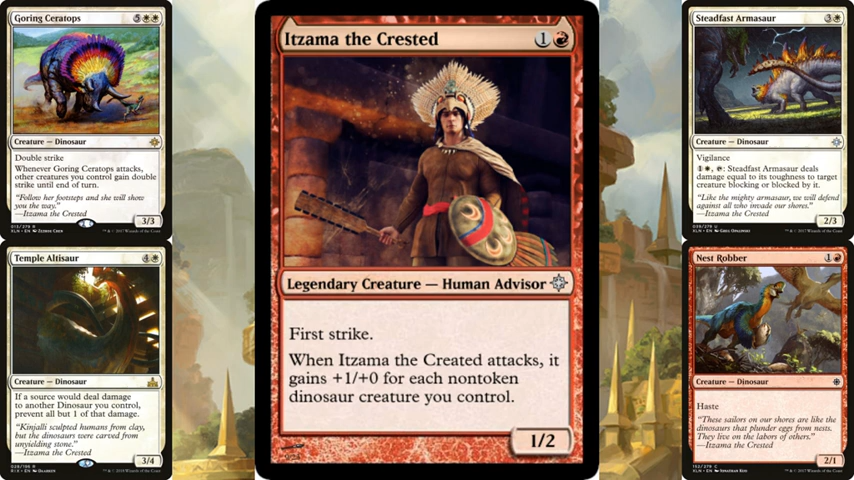 Goring Ceratops 5
Creature — Dinosaur
Double strike
Whenever Goring Ceratops attacks,
other creatures you control gain double
strike until end of turn.
"Follow her footsteps and she will show
you the way."
—Itzama the Crested
3/3
Temple Altisaur 4
Creature — Dinosaur
If a source would deal damage
to another Dinosaur you control,
prevent all but 1 of that damage.
"Kinjalli sculpted humans from clay,
but the dinosaurs were carved from
unyielding stone."
—Itzama the Crested
3/4
Itzama the Crested 1
Legendary Creature — Human Advisor
First strike.
When Itzama the Created attacks, it
gains +1/+0 for each nontoken
dinosaur creature you control.
1/2
Steadfast Armasaur 3
Creature — Dinosaur
Vigilance
1, : Steadfast Armasaur deals
damage equal to its toughness to target
creature blocking or blocked by it.
"Like the mighty armasaur, we will defend
against all who invade our shores."
—Itzama the Crested
2/3
Nest Robber 1
Creature — Dinosaur
Haste
"These sailors on our shores are like the
dinosaurs that plunder eggs from nests.
They live on the labors of others."
—Itzama the Crested
2/1